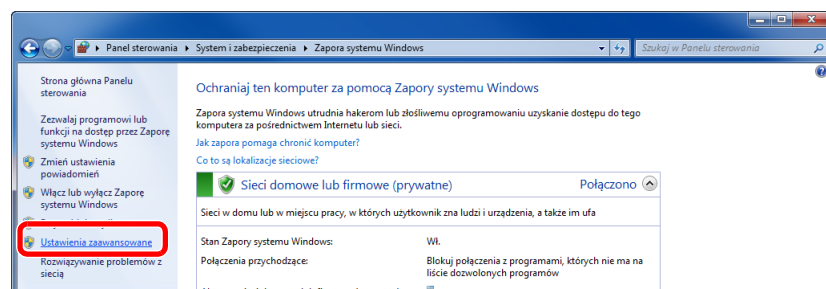 Panel sterowania ▸ System i zabezpieczenia ▸ Zapora systemu Windows
Szukaj w Panelu sterowania
Strona główna Panelu
sterowania
Zezwalaj programowi lub
funkcji na dostęp przez Zaporę
systemu Windows
Zmień ustawienia
powiadomień
Włącz lub wyłącz Zaporę
systemu Windows
Ustawienia zaawansowane
Rozwiązywanie problemów z
siecią
Ochraniaj ten komputer za pomocą Zapory systemu Windows
Zapora systemu Windows utrudnia hakerom lub złośliwemu oprogramowaniu uzyskanie dostępu do tego
komputera za pośrednictwem Internetu lub sieci.
Jak zapora pomaga chronić komputer?
Co to są lokalizacje sieciowe?
Sieci domowe lub firmowe (prywatne) Połączono
Sieci w domu lub w miejscu pracy, w których użytkownik zna ludzi i urządzenia, a także im ufa
Stan Zapory systemu Windows: Wł.
Połączenia przychodzące: Blokuj połączenia z programami, których nie ma na
liście dozwolonych programów